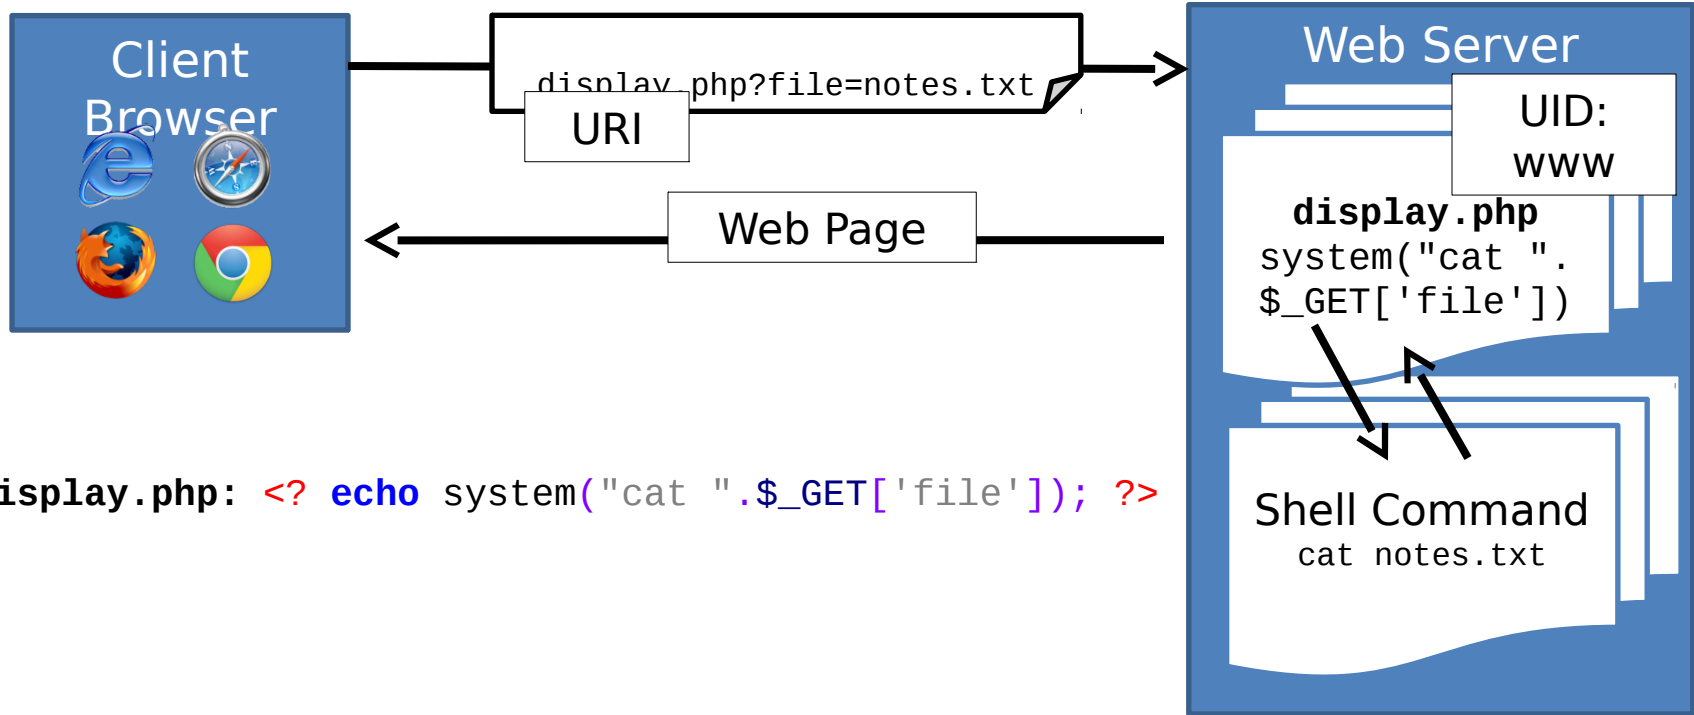 Client
Browser
display.php?file=notes.txt
URI
Web Page
Web Server
UID:
www
display.php
system("cat ".
$_GET['file'])
isplay.php: <? echo system("cat ".$_GET['file']); ?>
Shell Command
cat notes.txt